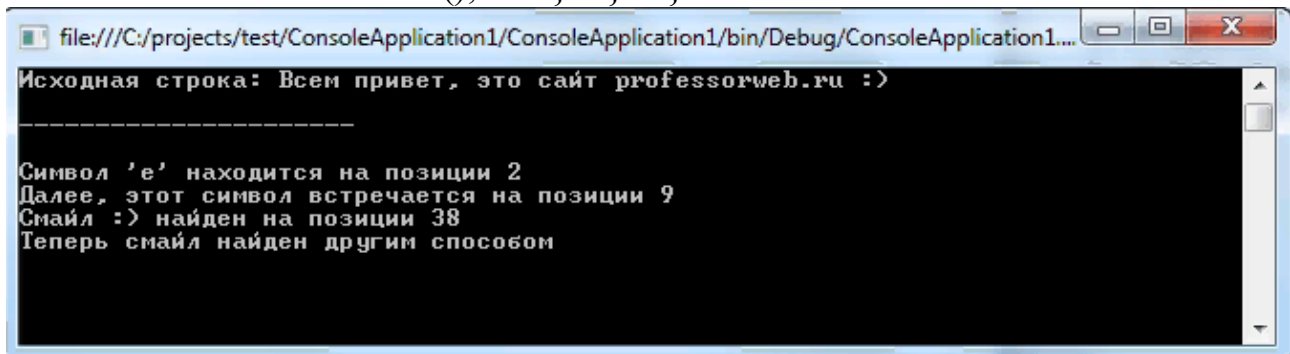 file:///C:/projects/test/ConsoleApplication1/ConsoleApplication1/bin/Debug/ConsoleApplication1....
Исходная строка: Всем привет, это сайт professorweb.ru :)
----------------------
Символ 'е' находится на позиции 2
Далее, этот символ встречается на позиции 9
Смайл :) найден на позиции 38
Теперь смайл найден другим способом